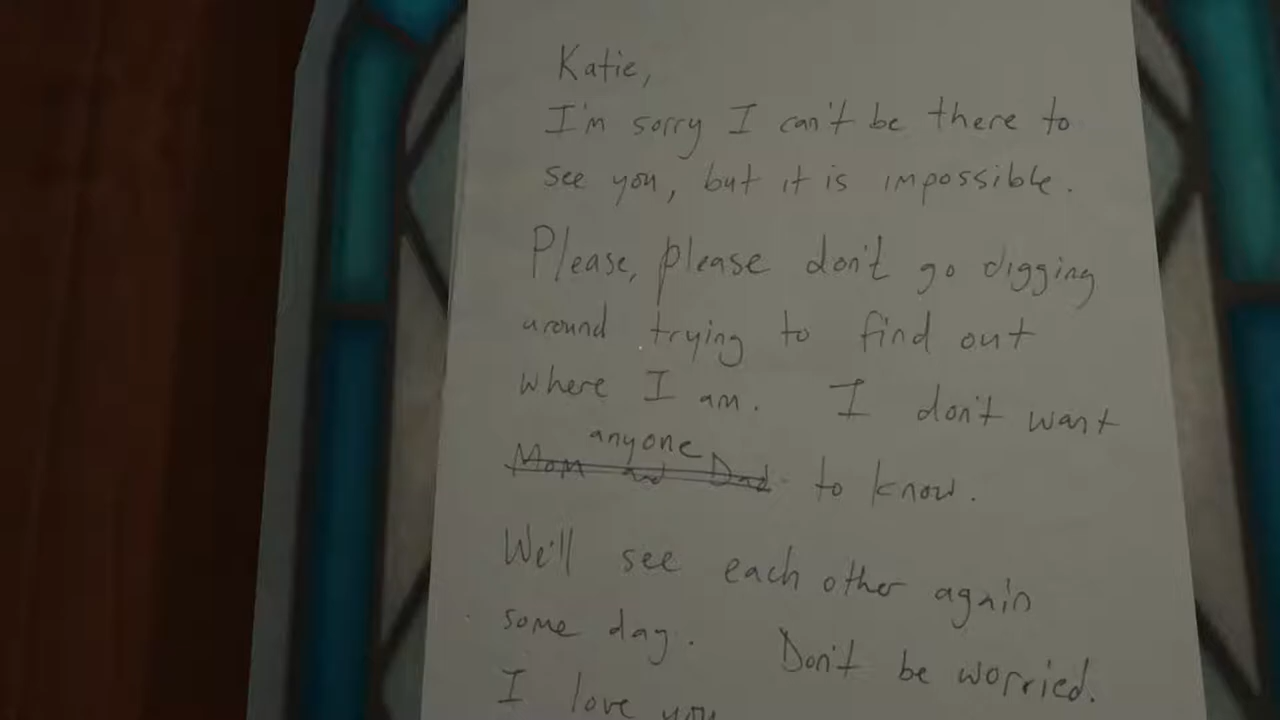 Katie,
I'm sorry I can't be there to
see you, but it is impossible.
Please, please don't go digging
around trying to find out
where I am. I don't want
anyone
Mom and Dad to know.
We'll see each other again
some day. Don't be worried.
I love you